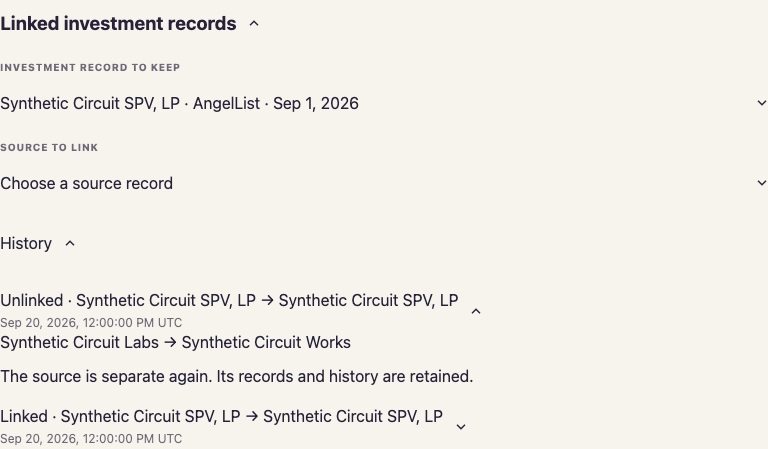 Linked investment records
INVESTMENT RECORD TO KEEP
Synthetic Circuit SPV, LP · AngelList · Sep 1, 2026
SOURCE TO LINK
Choose a source record
History
Unlinked · Synthetic Circuit SPV, LP → Synthetic Circuit SPV, LP
Sep 20, 2026, 12:00:00 PM UTC
Synthetic Circuit Labs → Synthetic Circuit Works
The source is separate again. Its records and history are retained.
Linked · Synthetic Circuit SPV, LP → Synthetic Circuit SPV, LP
Sep 20, 2026, 12:00:00 PM UTC